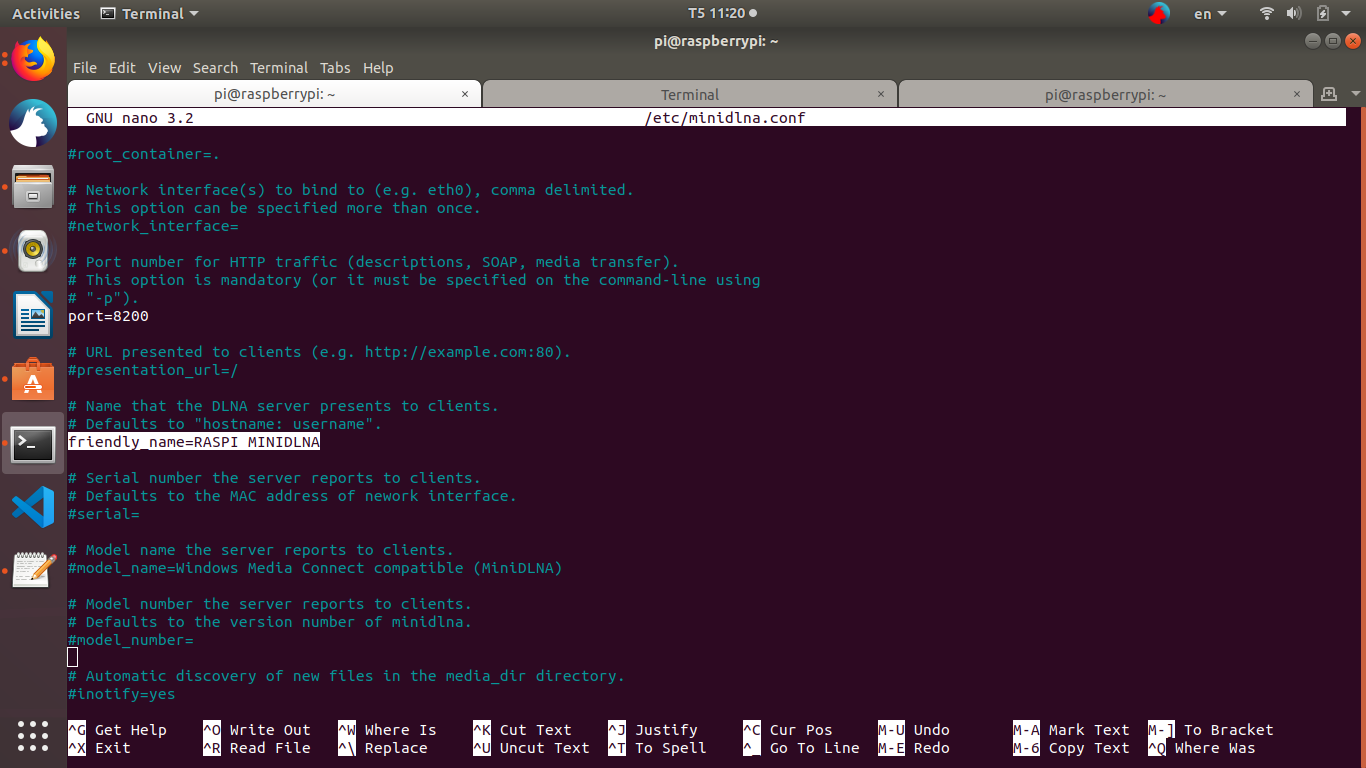 Activities Terminal T5 11:20 en
pi@raspberrypi: ~
File Edit View Search Terminal Tabs Help
pi@raspberrypi: ~ × Terminal × pi@raspberrypi: ~ ×
GNU nano 3.2 /etc/minidlna.conf
#root_container=.
# Network interface(s) to bind to (e.g. eth0), comma delimited.
# This option can be specified more than once.
#network_interface=
# Port number for HTTP traffic (descriptions, SOAP, media transfer).
# This option is mandatory (or it must be specified on the command-line using
# "-p").
port=8200
# URL presented to clients (e.g. http://example.com:80).
#presentation_url=/
# Name that the DLNA server presents to clients.
# Defaults to "hostname: username".
friendly_name=RASPI MINIDLNA
# Serial number the server reports to clients.
# Defaults to the MAC address of nework interface.
#serial=
# Model name the server reports to clients.
#model_name=Windows Media Connect compatible (MiniDLNA)
# Model number the server reports to clients.
# Defaults to the version number of minidlna.
#model_number=
# Automatic discovery of new files in the media_dir directory.
#inotify=yes
^G Get Help ^O Write Out ^W Where Is ^K Cut Text ^J Justify ^C Cur Pos M-U Undo M-A Mark Text M-] To Bracket
^X Exit ^R Read File ^\ Replace ^U Uncut Text ^T To Spell ^_ Go To Line M-E Redo M-6 Copy Text ^Q Where Was